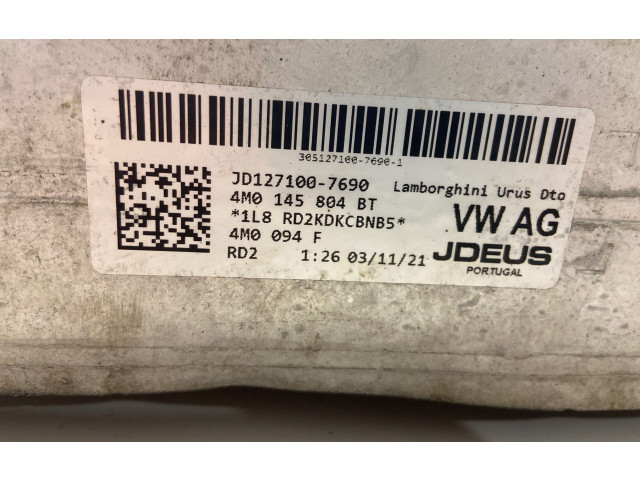 305127100-7690-1
JD127100-7690 Lamborghini Urus Dto
4M0 145 804 BT
*1L8 RD2KDKCBNB5* VW AG
4M0 094 F
RD2 1:26 03/11/21 JDEUS
PORTUGAL